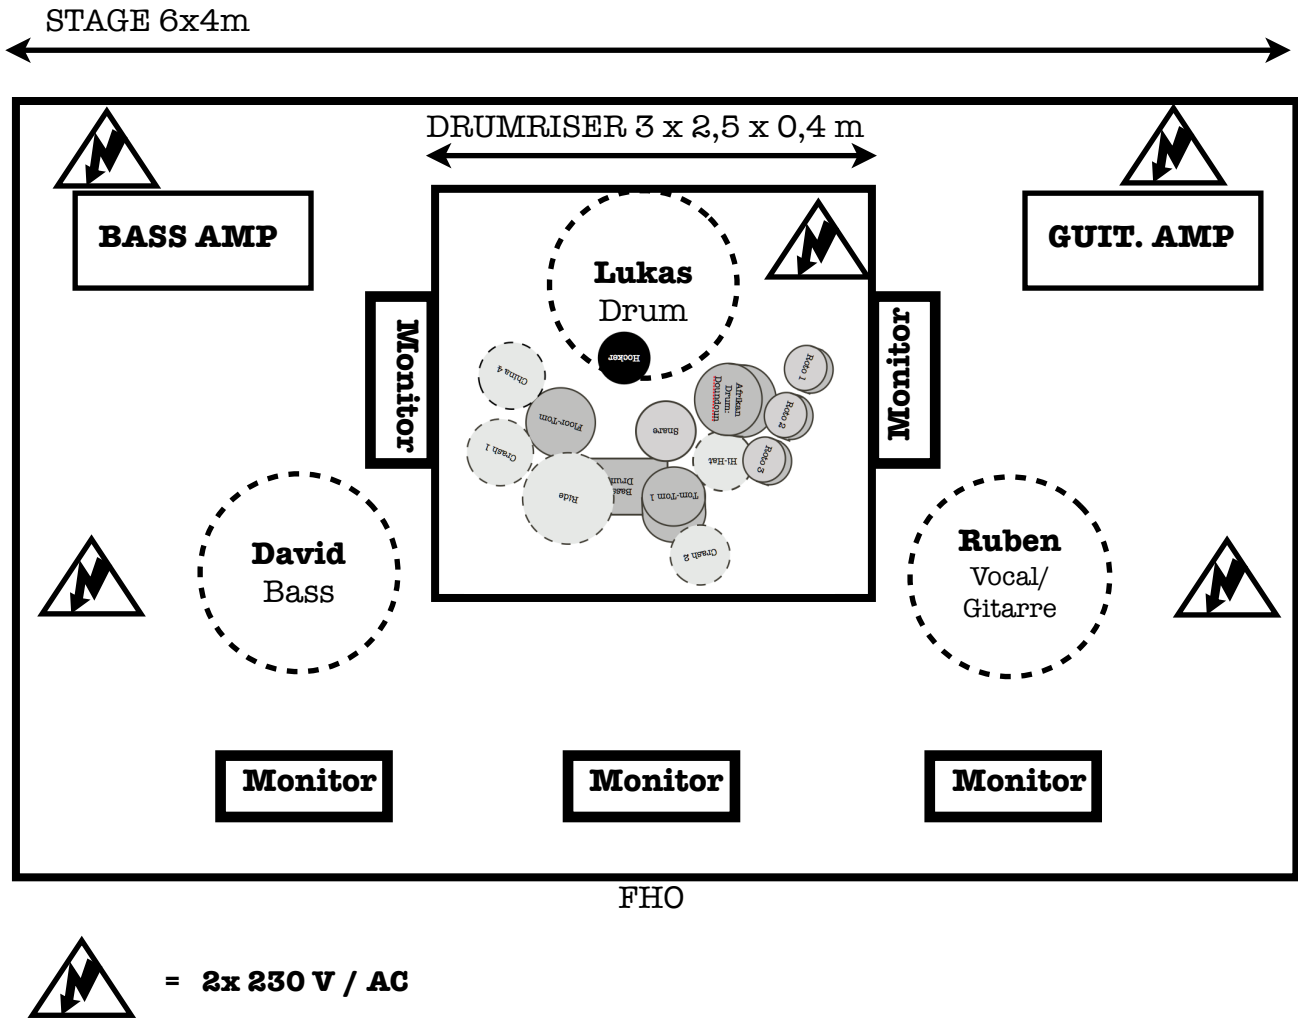 STAGE 6x4m
DRUMRISER 3 x 2,5 x 0,4 m
BASS AMP
GUIT. AMP
Lukas
Drum
Hocker
Monitor
Monitor
China 4
Floor-Tom
Crash 1
Ride
Bass
Drum
Snare
Tom-Tom 1
Crash 2
Hi-Hat
Afrikan
Drum:
Doumdoum
Roto 1
Roto 2
Roto 3
David
Bass
Ruben
Vocal/
Gitarre
Monitor
Monitor
Monitor
FHO
= 2x 230 V / AC